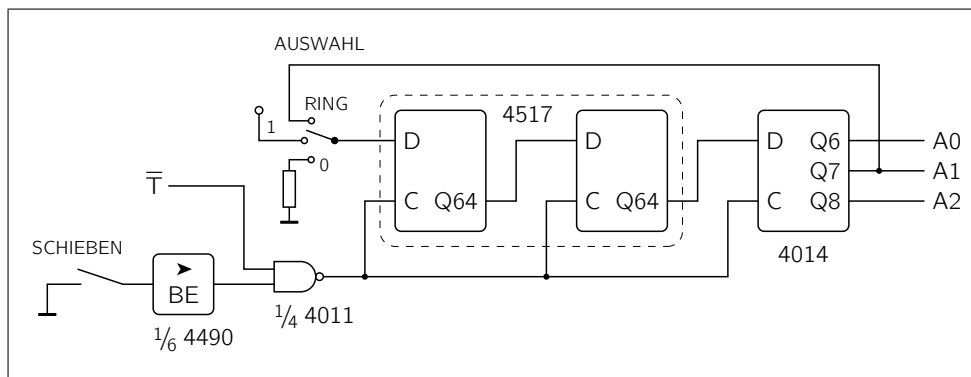 AUSWAHL
RING
1
0
4517
D
C Q64
D
C Q64
D Q6
Q7
C Q8
A0
A1
A2
4014
T̅
SCHIEBEN
BE
1/6 4490
1/4 4011